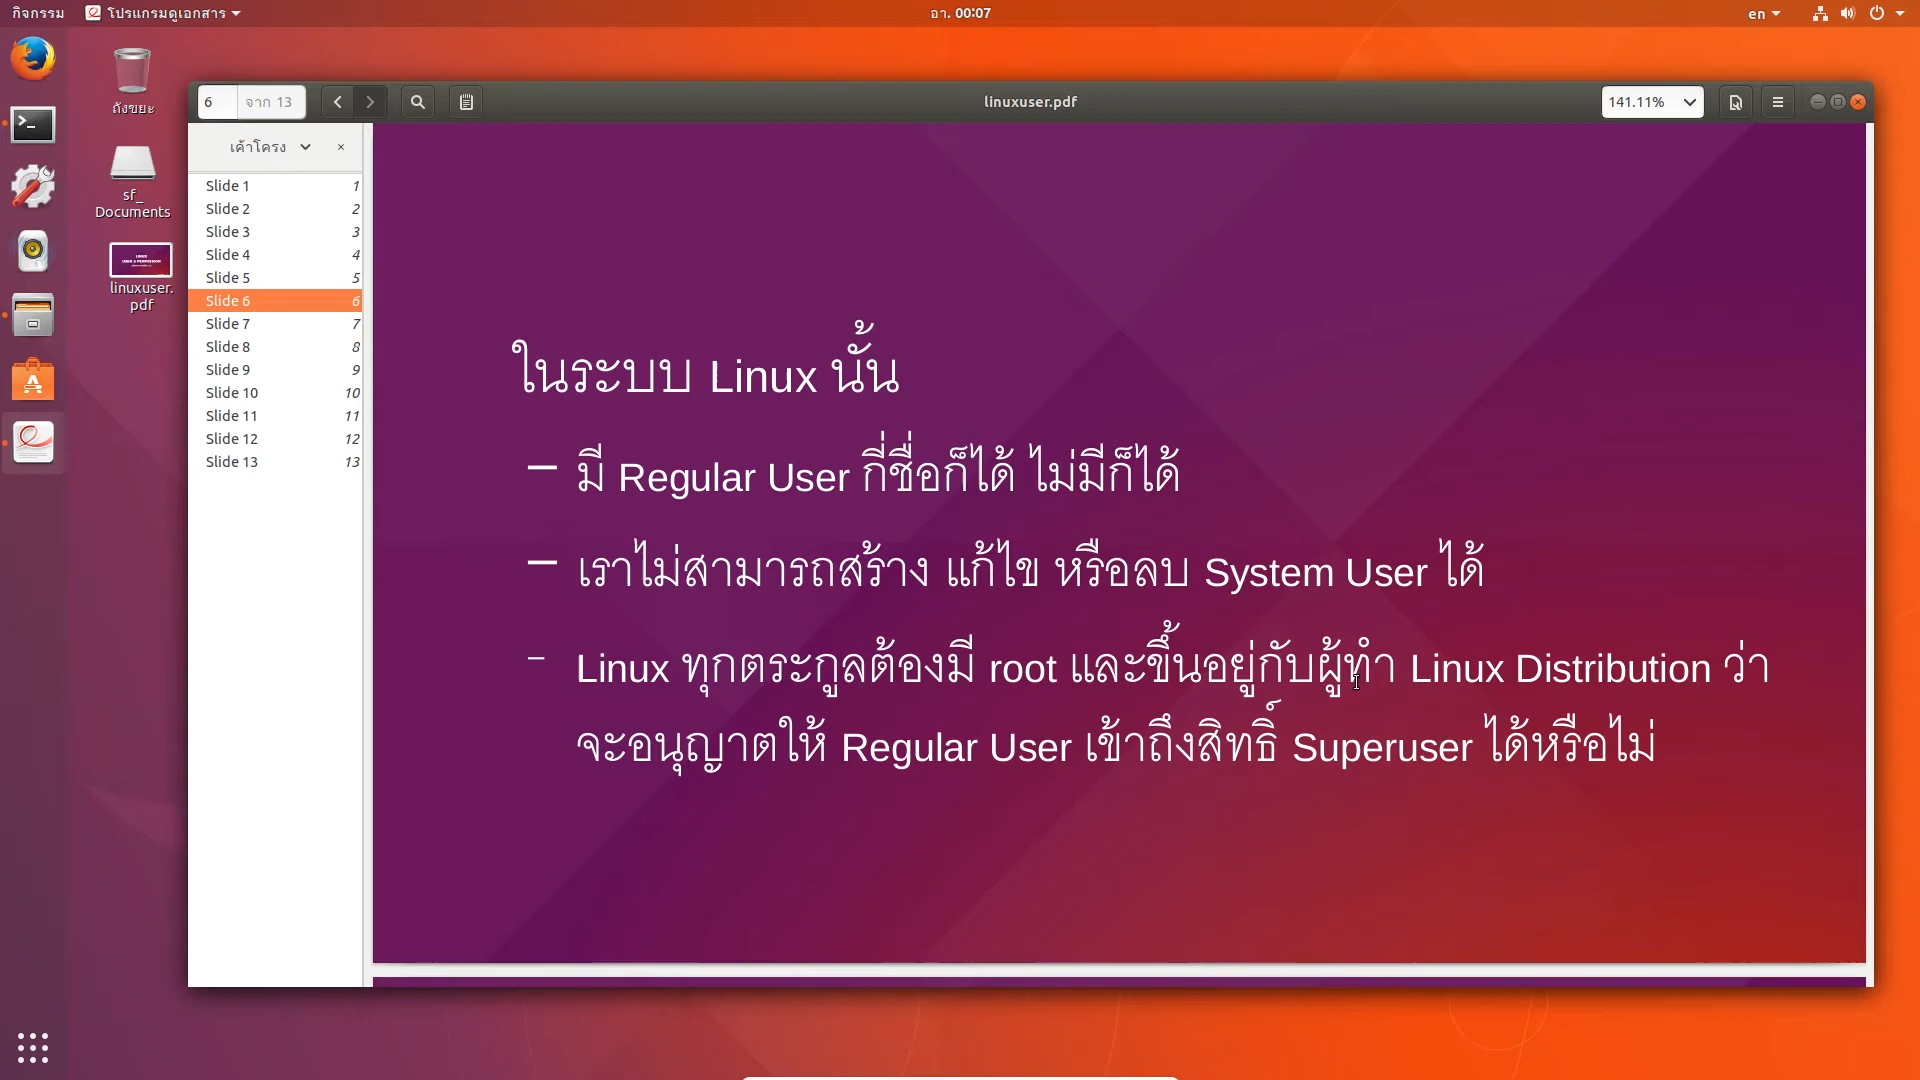 กิจกรรม โปรแกรมดูเอกสาร อา. 00:07 en
ถังขยะ
sf_
Documents
linuxuser.
pdf
6 จาก 13 linuxuser.pdf 141.11%
เค้าโครง
Slide 1 1
Slide 2 2
Slide 3 3
Slide 4 4
Slide 5 5
Slide 6 6
Slide 7 7
Slide 8 8
Slide 9 9
Slide 10 10
Slide 11 11
Slide 12 12
Slide 13 13
ในระบบ Linux นั้น
– มี Regular User กี่ชื่อก็ได้ ไม่มีก็ได้
– เราไม่สามารถสร้าง แก้ไข หรือลบ System User ได้
– Linux ทุกตระกูลต้องมี root และขึ้นอยู่กับผู้ทำ Linux Distribution ว่า
จะอนุญาตให้ Regular User เข้าถึงสิทธิ์ Superuser ได้หรือไม่